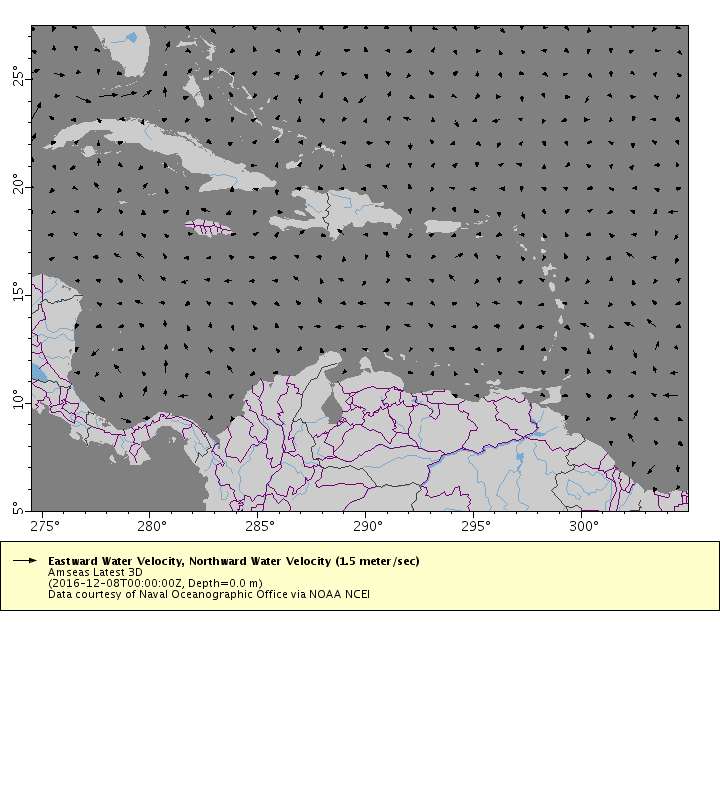 25°
20°
15°
10°
5°
275°
280°
285°
290°
295°
300°
Eastward Water Velocity, Northward Water Velocity (1.5 meter/sec)
Amseas Latest 3D
(2016-12-08T00:00:00Z, Depth=0.0 m)
Data courtesy of Naval Oceanographic Office via NOAA NCEI